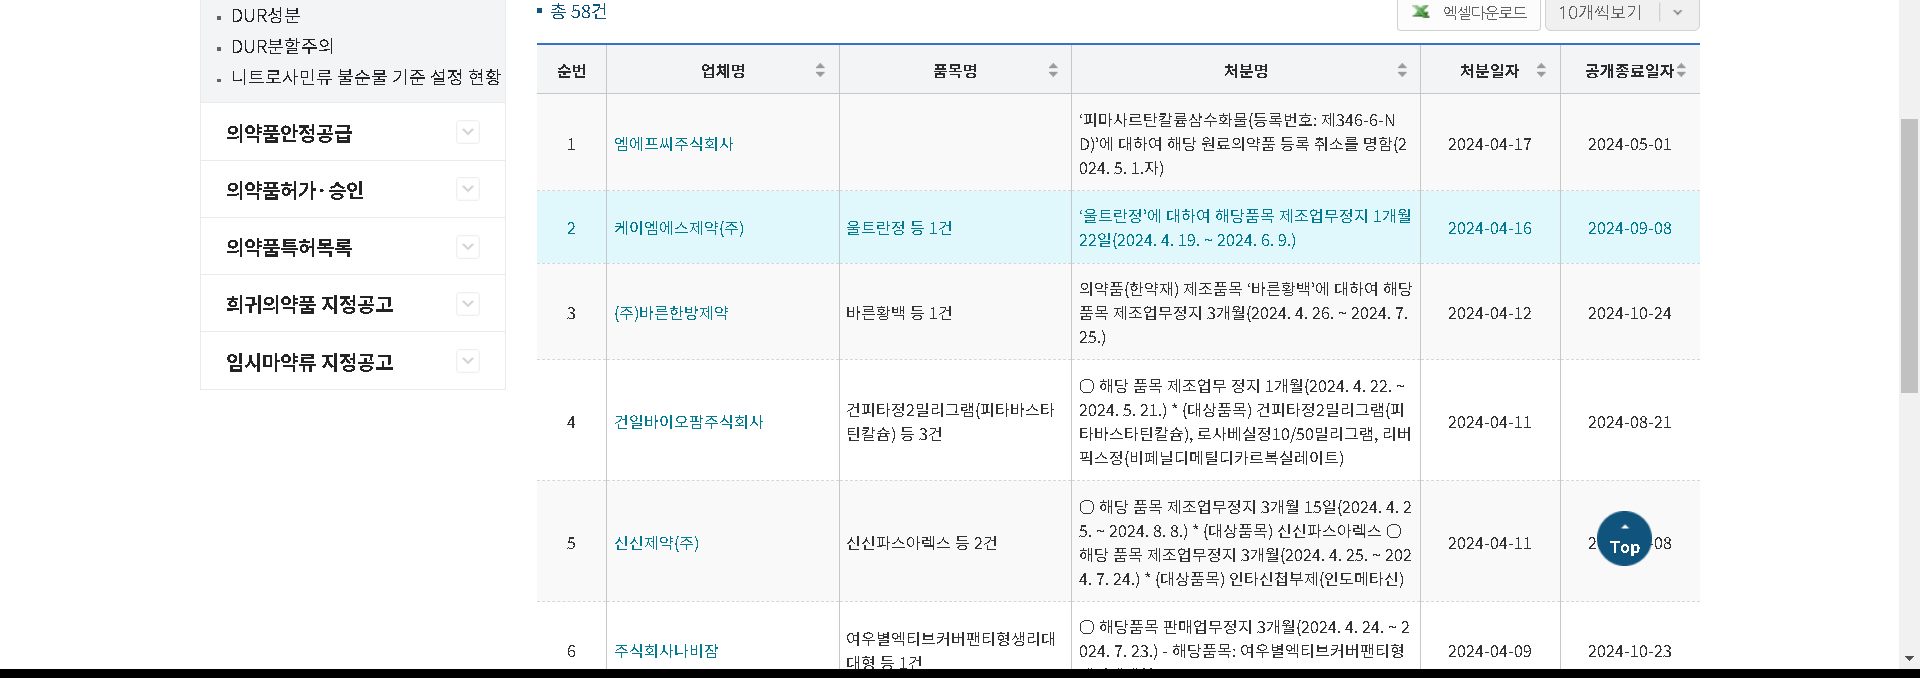 DUR성분
DUR분할주의
니트로사민류 불순물 기준 설정 현황
의약품안정공급
의약품허가·승인
의약품특허목록
희귀의약품 지정공고
임시마약류 지정공고
총 58건
엑셀다운로드
10개씩보기
순번 업체명 품목명 처분명 처분일자 공개종료일자
1 엠에프씨주식회사
‘피마사르탄칼륨삼수화물(등록번호: 제346-6-N
D)’에 대하여 해당 원료의약품 등록 취소를 명함(2
024. 5. 1.자)
2024-04-17 2024-05-01
2 케이엠에스제약(주) 울트란정 등 1건
‘울트란정’에 대하여 해당품목 제조업무정지 1개월
22일(2024. 4. 19. ~ 2024. 6. 9.)
2024-04-16 2024-09-08
3 (주)바른한방제약 바른황백 등 1건
의약품(한약재) 제조품목 ‘바른황백’에 대하여 해당
품목 제조업무정지 3개월(2024. 4. 26. ~ 2024. 7.
25.)
2024-04-12 2024-10-24
4 건일바이오팜주식회사
건피타정2밀리그램(피타바스타
틴칼슘) 등 3건
○ 해당 품목 제조업무 정지 1개월(2024. 4. 22. ~
2024. 5. 21.) * (대상품목) 건피타정2밀리그램(피
타바스타틴칼슘), 로사베실정10/50밀리그램, 리버
픽스정(비페닐디메틸디카르복실레이트)
2024-04-11 2024-08-21
5 신신제약(주) 신신파스아렉스 등 2건
○ 해당 품목 제조업무정지 3개월 15일(2024. 4. 2
5. ~ 2024. 8. 8.) * (대상품목) 신신파스아렉스 ○
해당 품목 제조업무정지 3개월(2024. 4. 25. ~ 202
4. 7. 24.) * (대상품목) 인타신첩부제(인도메타신)
2024-04-11
Top
6 주식회사나비잠
여우별엑티브커버팬티형생리대
대형 등 1건
○ 해당품목 판매업무정지 3개월(2024. 4. 24. ~ 2
024. 7. 23.) - 해당품목: 여우별엑티브커버팬티형
2024-04-09 2024-10-23